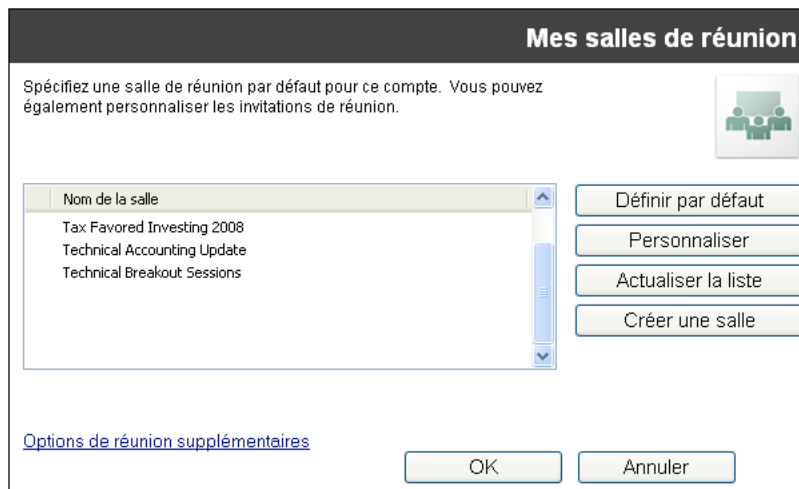 Mes salles de réunion
Spécifiez une salle de réunion par défaut pour ce compte. Vous pouvez
également personnaliser les invitations de réunion.
Nom de la salle
Tax Favored Investing 2008
Technical Accounting Update
Technical Breakout Sessions
Définir par défaut
Personnaliser
Actualiser la liste
Créer une salle
Options de réunion supplémentaires
OK
Annuler